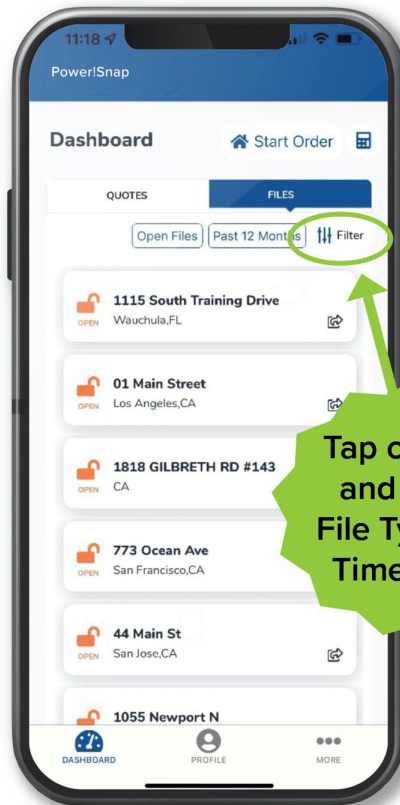 11:18
Power!Snap
Dashboard
Start Order
QUOTES
FILES
Open Files
Past 12 Months
Filter
1115 South Training Drive
OPEN
Wauchula,FL
01 Main Street
OPEN
Los Angeles,CA
1818 GILBRETH RD #143
OPEN
CA
773 Ocean Ave
OPEN
San Francisco,CA
44 Main St
OPEN
San Jose,CA
1055 Newport N
Tap
and
File
Time
DASHBOARD
PROFILE
MORE